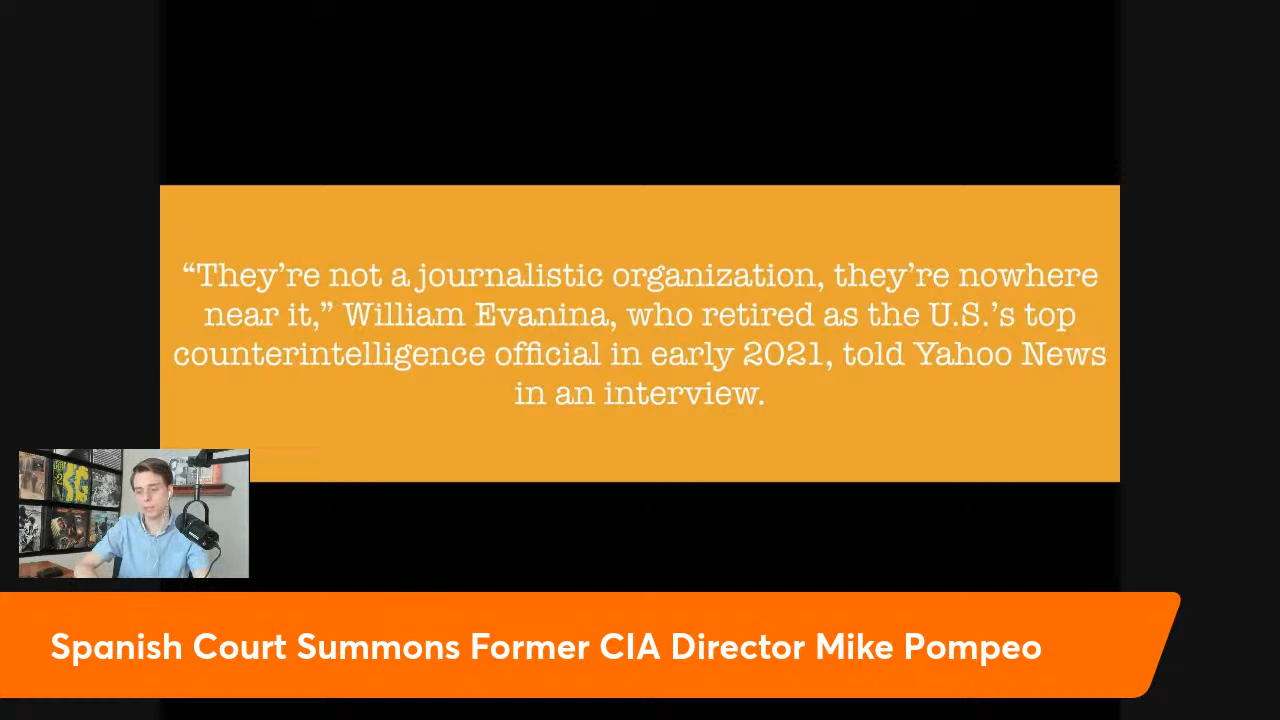 “They’re not a journalistic organization, they’re nowhere
near it,” William Evanina, who retired as the U.S.’s top
counterintelligence official in early 2021, told Yahoo News
in an interview.
Spanish Court Summons Former CIA Director Mike Pompeo